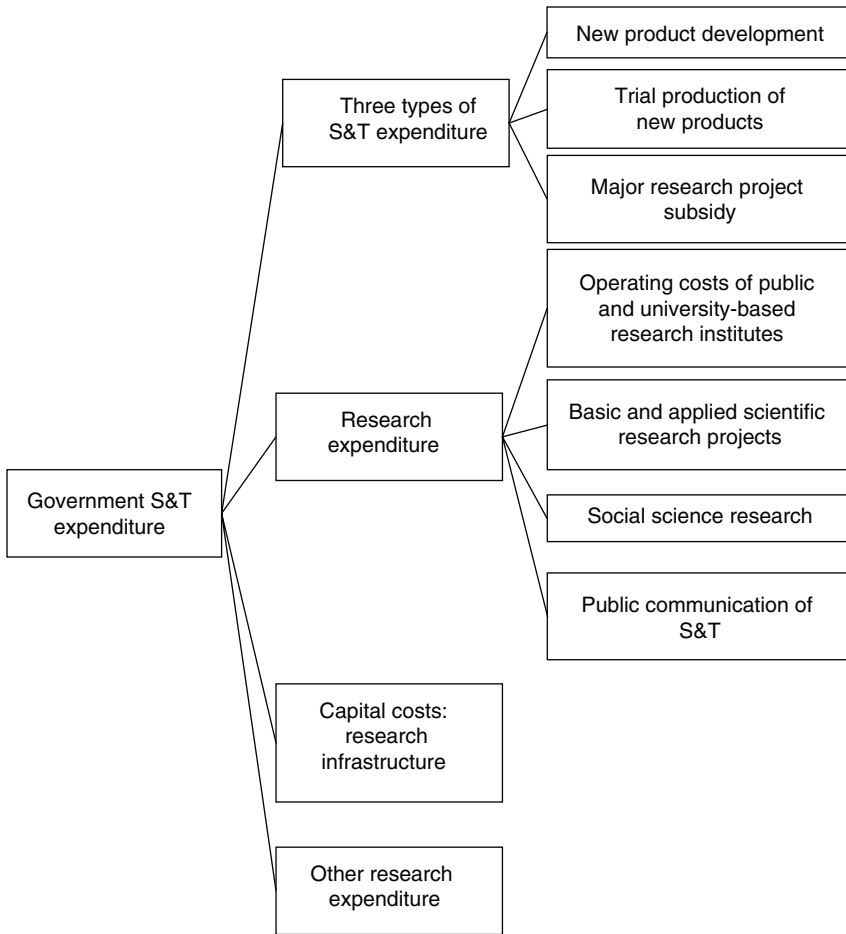 Government S&T
expenditure
Three types of
S&T expenditure
New product development
Trial production of
new products
Major research project
subsidy
Research
expenditure
Operating costs of public
and university-based
research institutes
Basic and applied scientific
research projects
Social science research
Public communication of
S&T
Capital costs:
research
infrastructure
Other research
expenditure